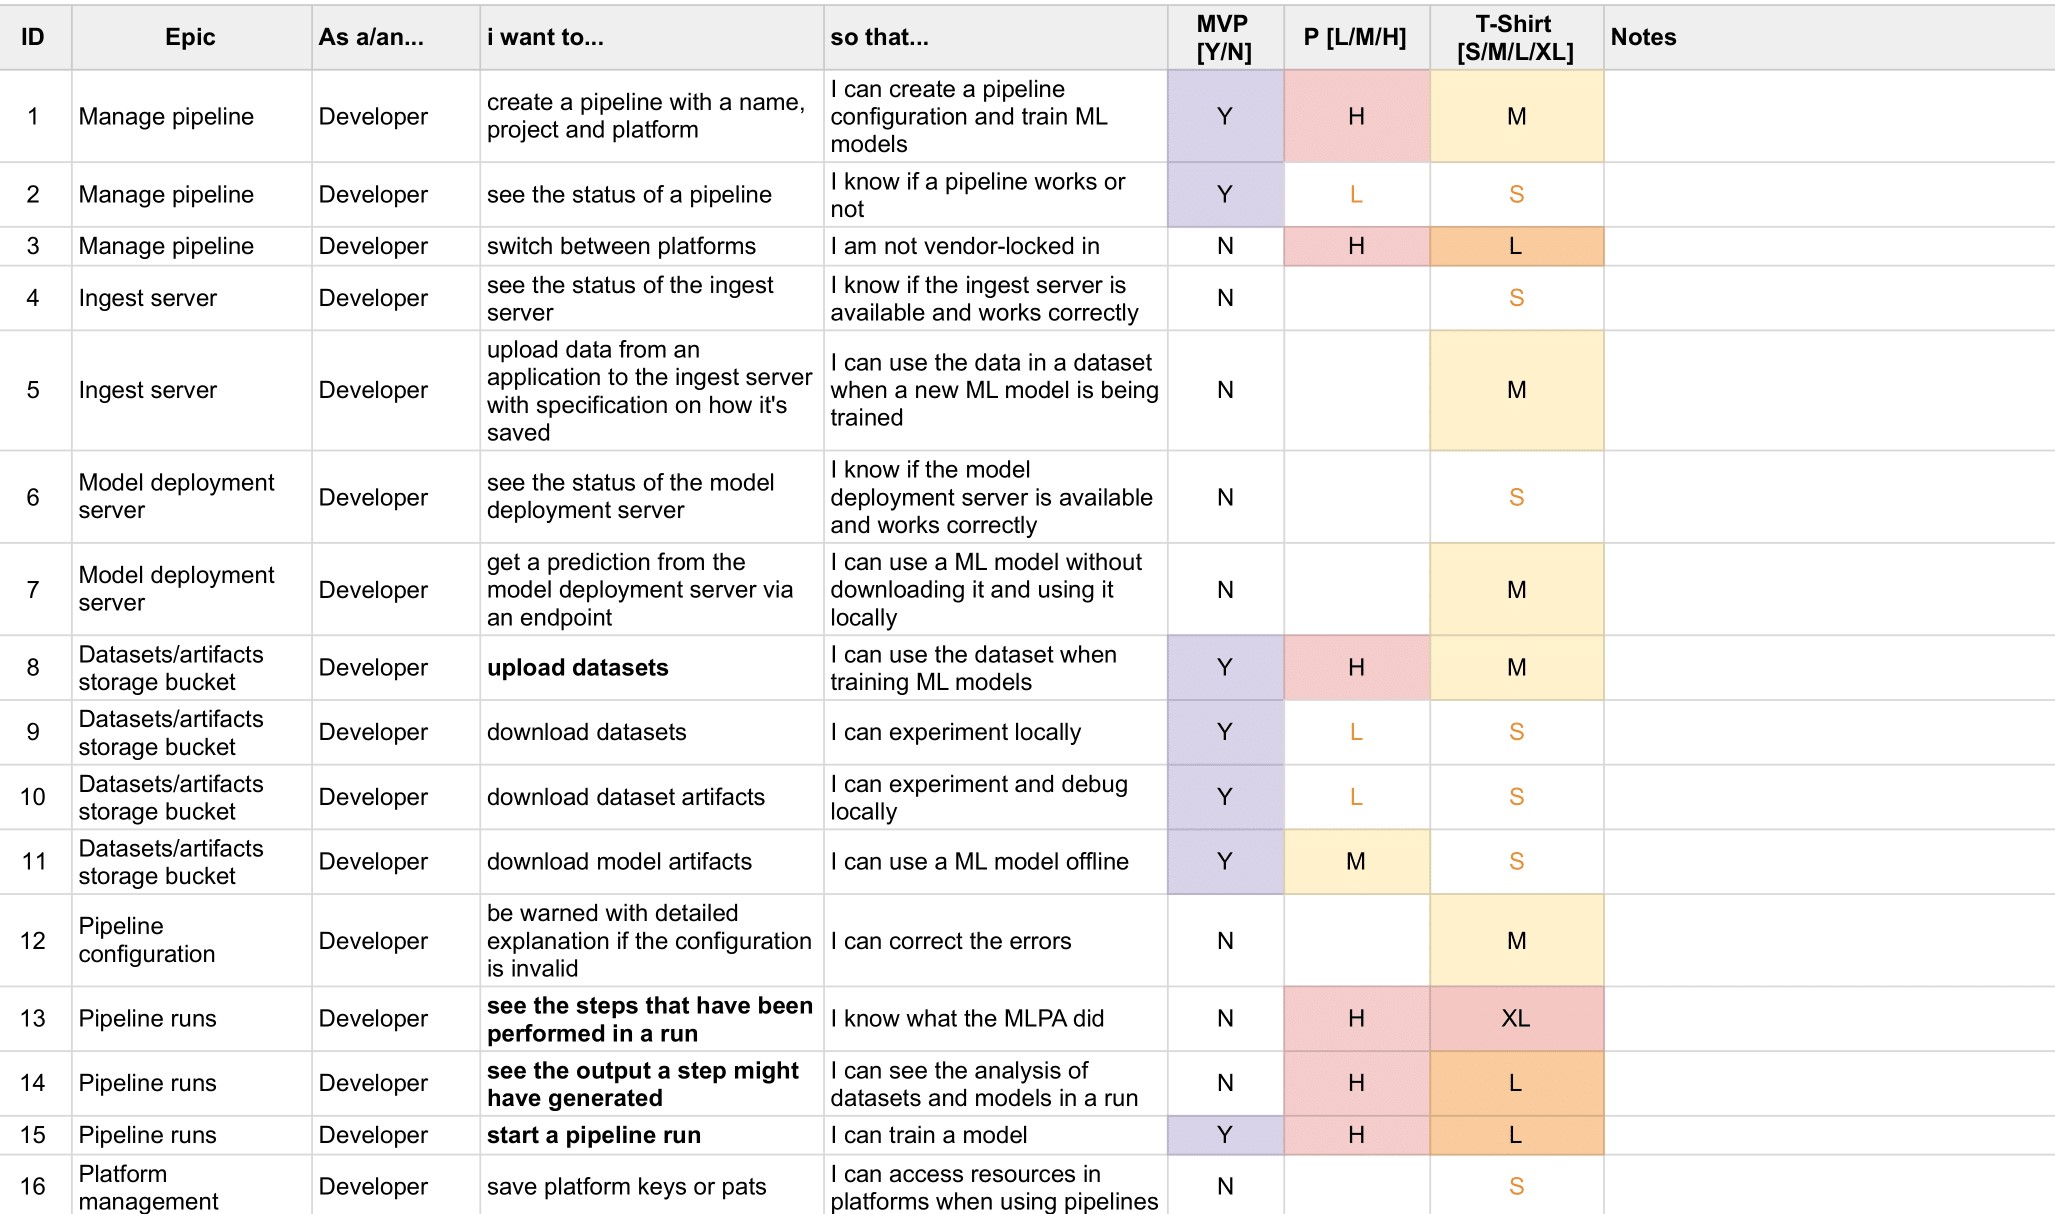 ID Epic As a/an... i want to... so that... MVP [Y/N] P [L/M/H] T-Shirt [S/M/L/XL] Notes
1 Manage pipeline Developer create a pipeline with a name, project and platform I can create a pipeline configuration and train ML models Y H M
2 Manage pipeline Developer see the status of a pipeline I know if a pipeline works or not Y L S
3 Manage pipeline Developer switch between platforms I am not vendor-locked in N H L
4 Ingest server Developer see the status of the ingest server I know if the ingest server is available and works correctly N S
5 Ingest server Developer upload data from an application to the ingest server with specification on how it's saved I can use the data in a dataset when a new ML model is being trained N M
6 Model deployment server Developer see the status of the model deployment server I know if the model deployment server is available and works correctly N S
7 Model deployment server Developer get a prediction from the model deployment server via an endpoint I can use a ML model without downloading it and using it locally N M
8 Datasets/artifacts storage bucket Developer upload datasets I can use the dataset when training ML models Y H M
9 Datasets/artifacts storage bucket Developer download datasets I can experiment locally Y L S
10 Datasets/artifacts storage bucket Developer download dataset artifacts I can experiment and debug locally Y L S
11 Datasets/artifacts storage bucket Developer download model artifacts I can use a ML model offline Y M S
12 Pipeline configuration Developer be warned with detailed explanation if the configuration is invalid I can correct the errors N M
13 Pipeline runs Developer see the steps that have been performed in a run I know what the MLPA did N H XL
14 Pipeline runs Developer see the output a step might have generated I can see the analysis of datasets and models in a run N H L
15 Pipeline runs Developer start a pipeline run I can train a model Y H L
16 Platform management Developer save platform keys or pats I can access resources in platforms when using pipelines N S